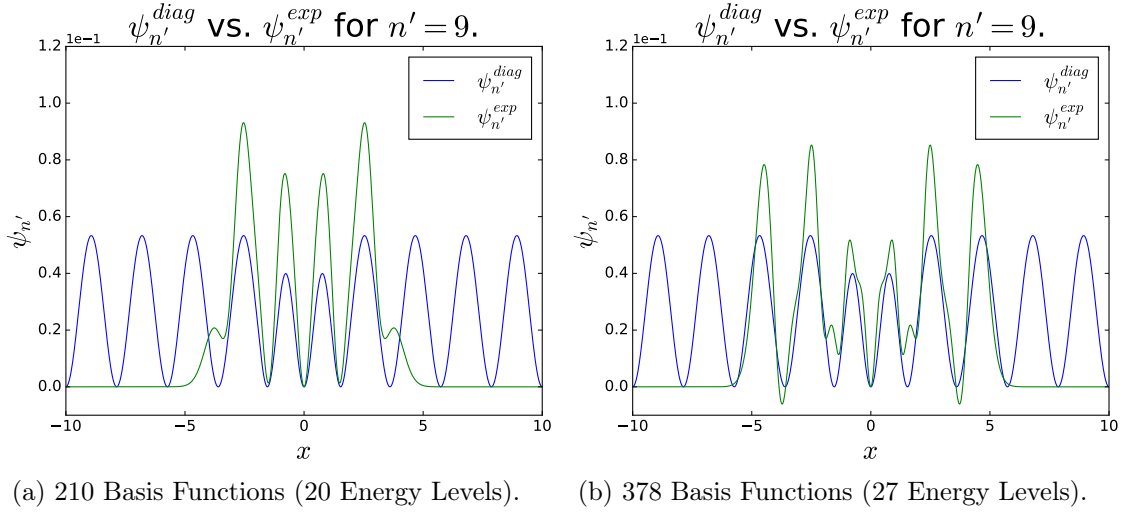 ψ_{n'}^{diag} vs. ψ_{n'}^{exp} for n' = 9.
1e−1
1.2
1.0
0.8
0.6
0.4
0.2
0.0
ψ_{n'}
−10
−5
0
5
10
x
ψ_{n'}^{diag}
ψ_{n'}^{exp}
(a) 210 Basis Functions (20 Energy Levels).
ψ_{n'}^{diag} vs. ψ_{n'}^{exp} for n' = 9.
1e−1
1.2
1.0
0.8
0.6
0.4
0.2
0.0
ψ_{n'}
−10
−5
0
5
10
x
ψ_{n'}^{diag}
ψ_{n'}^{exp}
(b) 378 Basis Functions (27 Energy Levels).